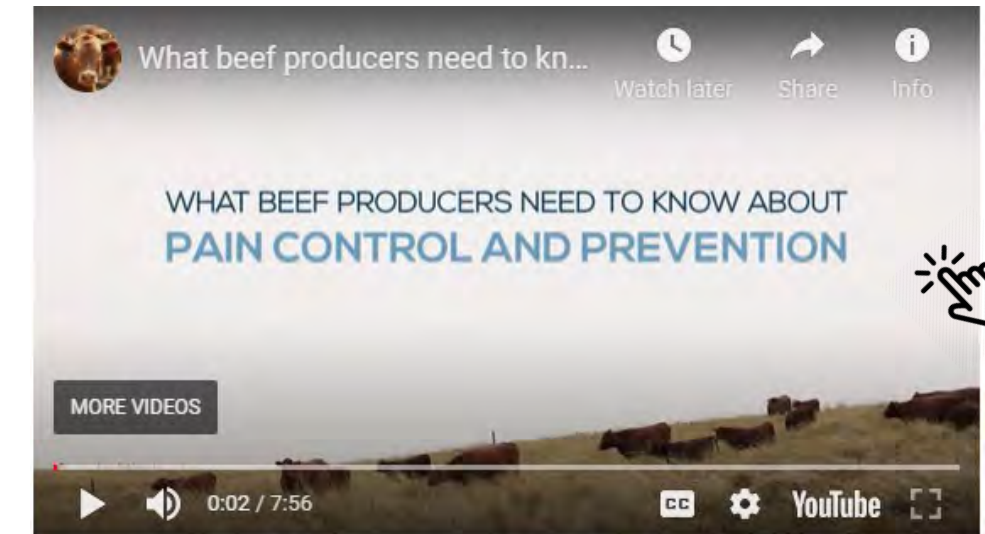 What beef producers need to kn...
Watch later
Share
Info
WHAT BEEF PRODUCERS NEED TO KNOW ABOUT
PAIN CONTROL AND PREVENTION
MORE VIDEOS
0:02 / 7:56
CC
YouTube